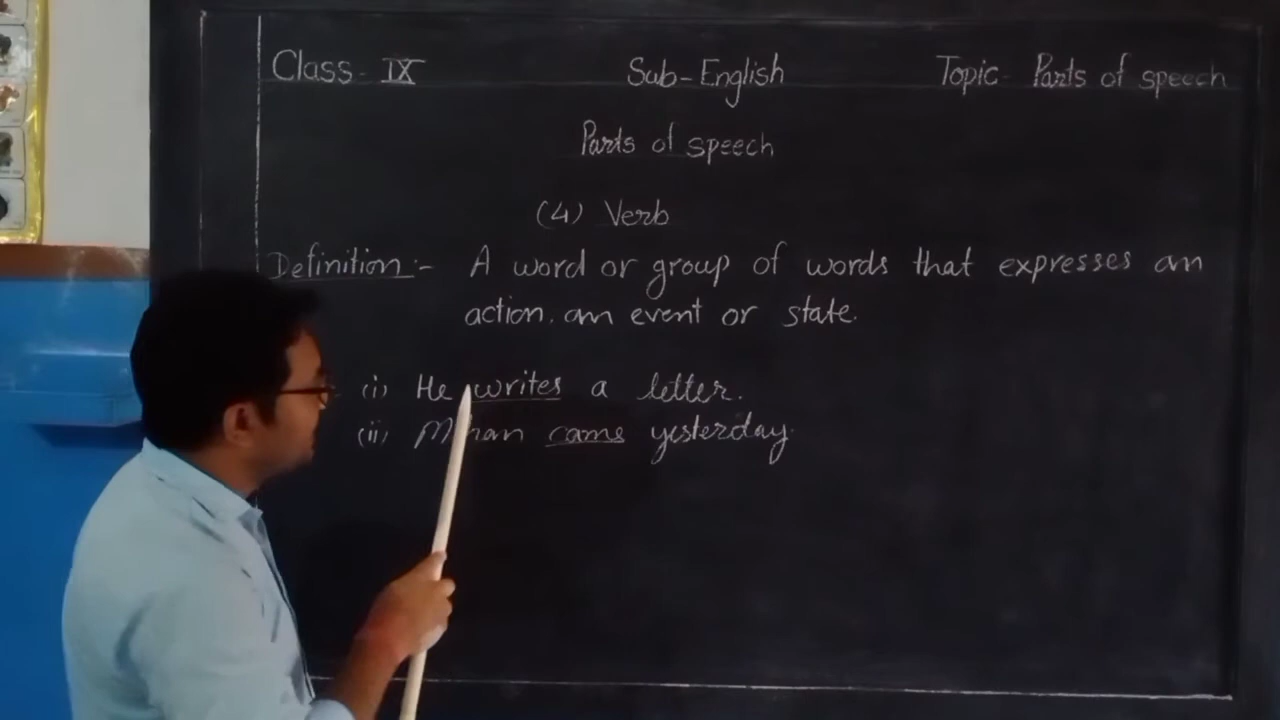 Class - IX Sub-English Topic- Parts of speech
Parts of speech
(4) Verb
Definition:- A word or group of words that expresses an
action, an event or state.
(i) He writes a letter.
(ii) came yesterday.